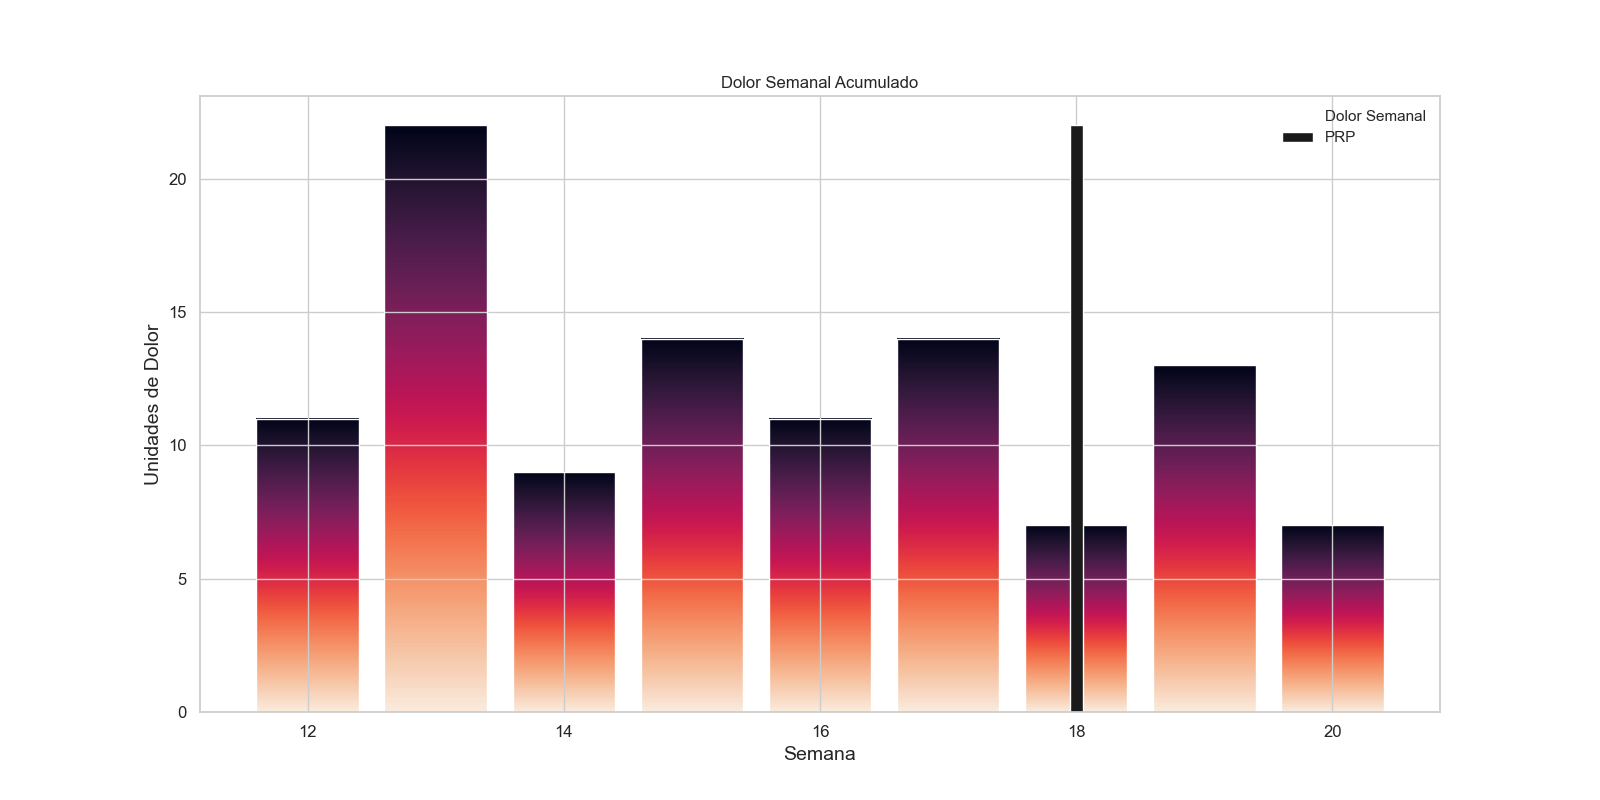 Dolor Semanal Acumulado
Dolor Semanal
PRP
Unidades de Dolor
20
15
10
5
0
12 14 16 18 20
Semana